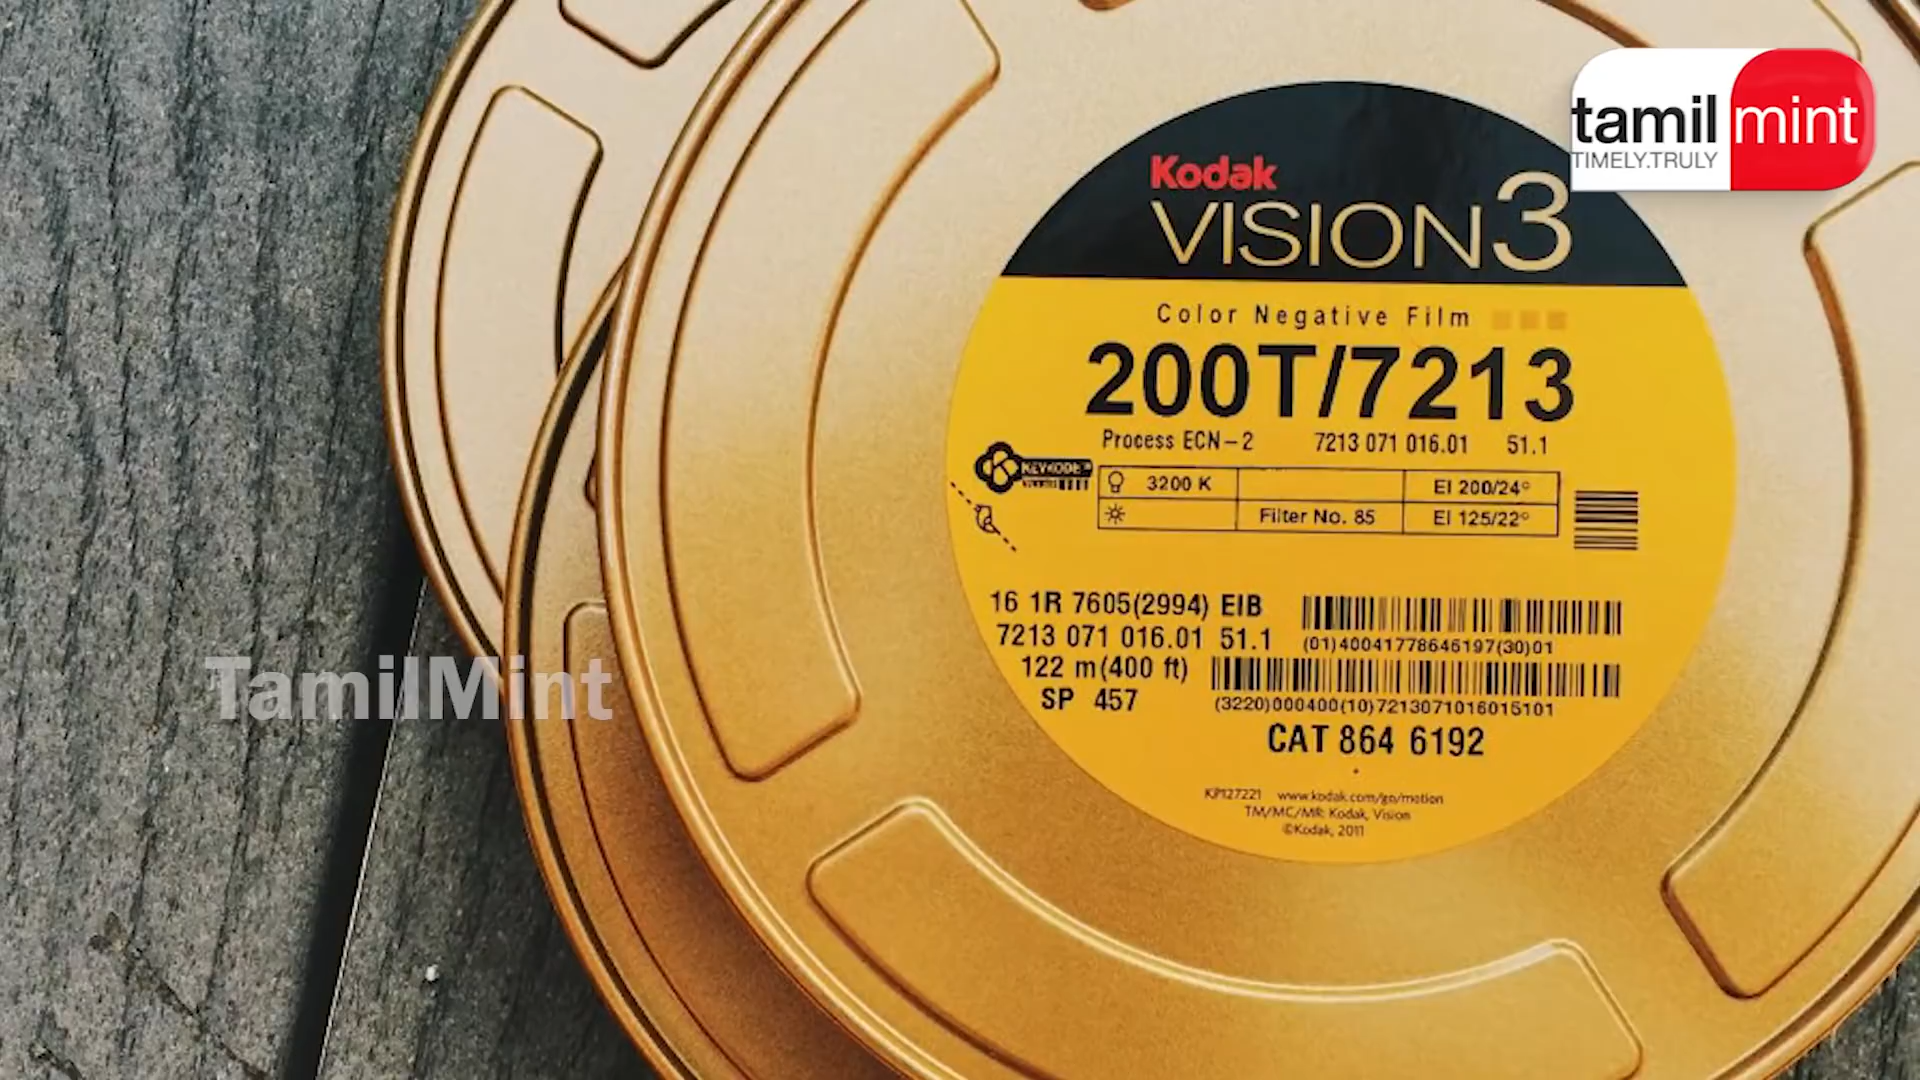 tamil mint
TIMELY.TRULY
Kodak
VISION3
Color Negative Film
200T/7213
Process ECN-2 7213 071 016.01 51.1
KEYKODE
3200 K EI 200/24°
Filter No. 85 EI 125/22°
16 1R 7605(2994) EIB
7213 071 016.01 51.1
(01)40041778646197(30)01
122 m(400 ft)
SP 457
(3220)000400(10)7213071016015101
CAT 864 6192
KP127221 www.kodak.com/go/motion
TM/MC/MR: Kodak, Vision
©Kodak, 2011
TamilMint